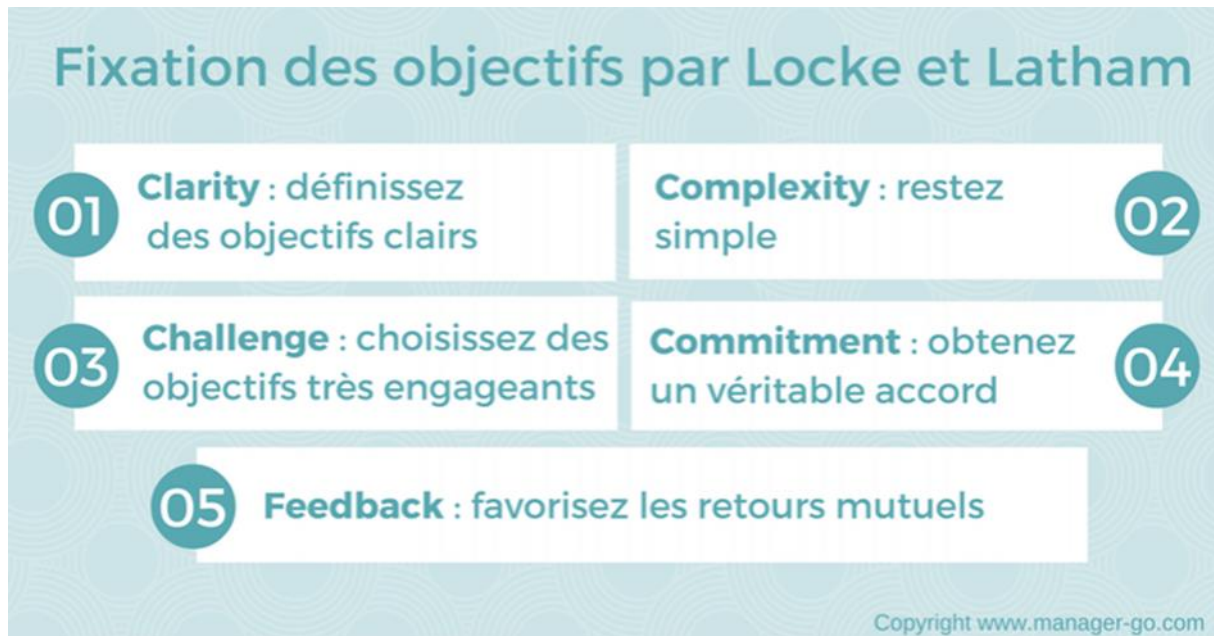 Fixation des objectifs par Locke et Latham
01
Clarity : définissez
des objectifs clairs
Complexity : restez
simple
02
03
Challenge : choisissez des
objectifs très engageants
Commitment : obtenez
un véritable accord
04
05
Feedback : favorisez les retours mutuels
Copyright www.manager-go.com